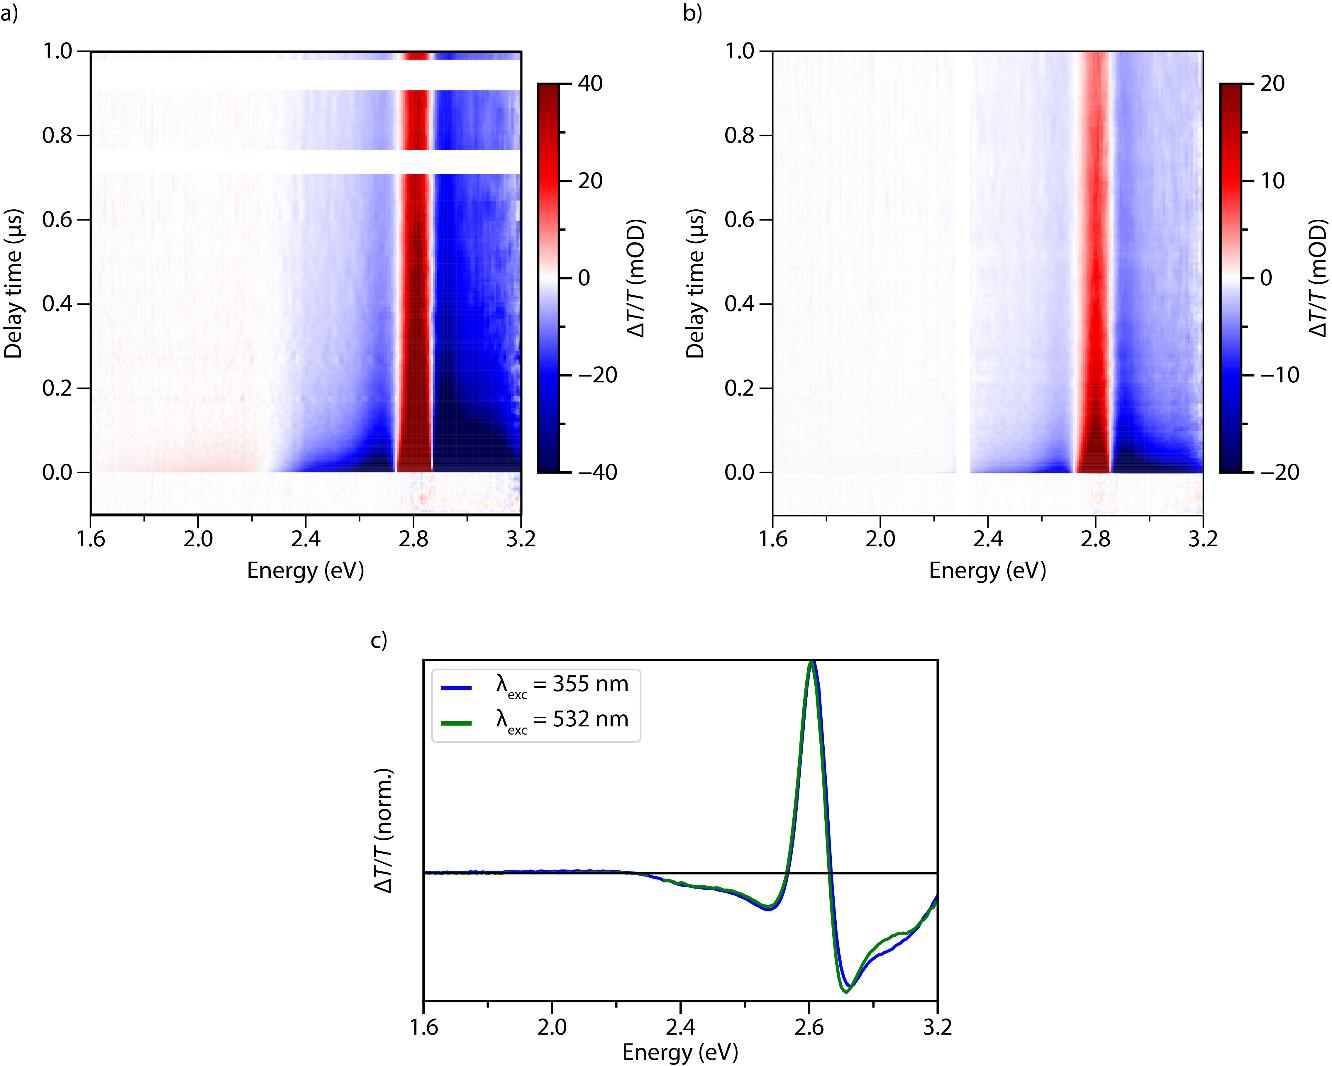 a)
1.0
0.8
0.6
0.4
0.2
0.0
Delay time (µs)
1.6 2.0 2.4 2.8 3.2
Energy (eV)
40
20
0
−20
−40
ΔT/T (mOD)
b)
1.0
0.8
0.6
0.4
0.2
0.0
Delay time (µs)
1.6 2.0 2.4 2.8 3.2
Energy (eV)
20
10
0
−10
−20
ΔT/T (mOD)
c)
λexc = 355 nm
λexc = 532 nm
ΔT/T (norm.)
1.6 2.0 2.4 2.6 3.2
Energy (eV)